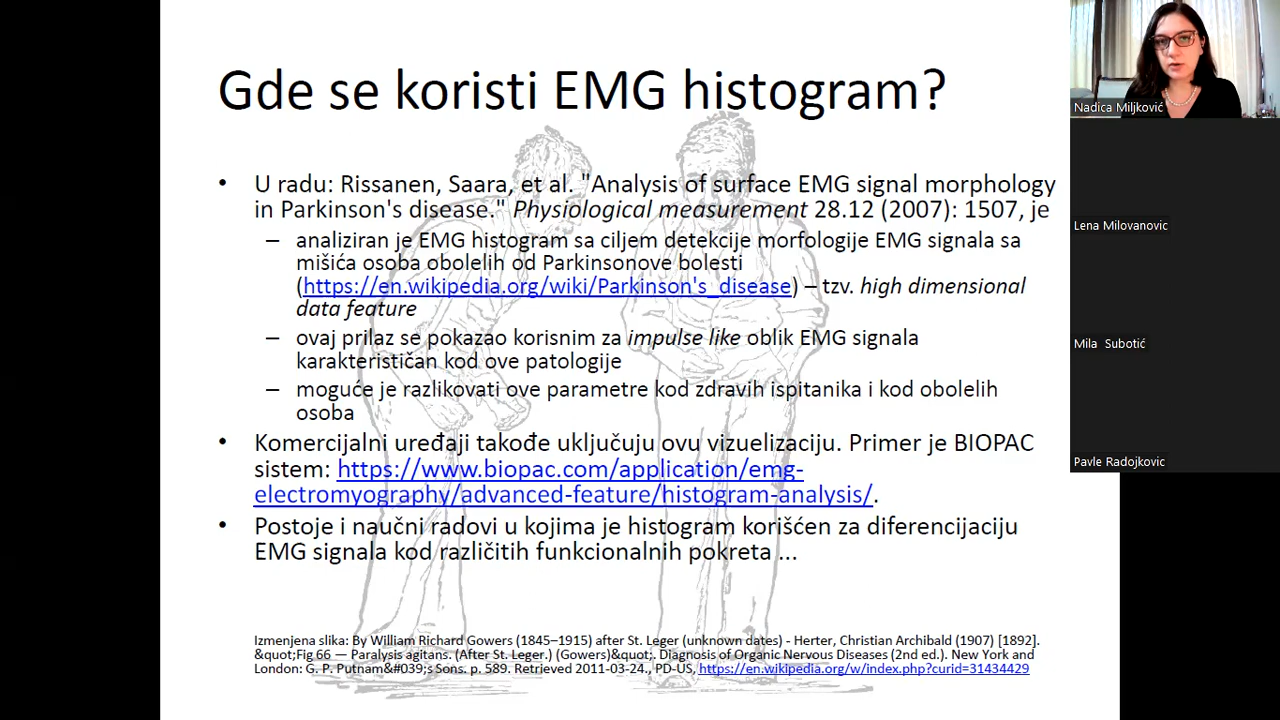 Gde se koristi EMG histogram?
• U radu: Rissanen, Saara, et al. "Analysis of surface EMG signal morphology
in Parkinson's disease." Physiological measurement 28.12 (2007): 1507, je
– analiziran je EMG histogram sa ciljem detekcije morfologije EMG signala sa
mišića osoba obolelih od Parkinsonove bolesti
(https://en.wikipedia.org/wiki/Parkinson's_disease) – tzv. high dimensional
data feature
– ovaj prilaz se pokazao korisnim za impulse like oblik EMG signala
karakterističan kod ove patologije
– moguće je razlikovati ove parametre kod zdravih ispitanika i kod obolelih
osoba
• Komercijalni uređaji takođe uključuju ovu vizuelizaciju. Primer je BIOPAC
sistem: https://www.biopac.com/application/emg-
electromyography/advanced-feature/histogram-analysis/.
• Postoje i naučni radovi u kojima je histogram korišćen za diferencijaciju
EMG signala kod različitih funkcionalnih pokreta ...
Izmenjena slika: By William Richard Gowers (1845–1915) after St. Leger (unknown dates) - Herter, Christian Archibald (1907) [1892].
&quot;Fig 66 — Paralysis agitans. (After St. Leger.) (Gowers)&quot;. Diagnosis of Organic Nervous Diseases (2nd ed.). New York and
London: G. P. Putnam&#039;s Sons. p. 589. Retrieved 2011-03-24., PD-US, https://en.wikipedia.org/w/index.php?curid=31434429
Nadica Miljković
Lena Milovanovic
Mila Subotić
Pavle Radojkovic